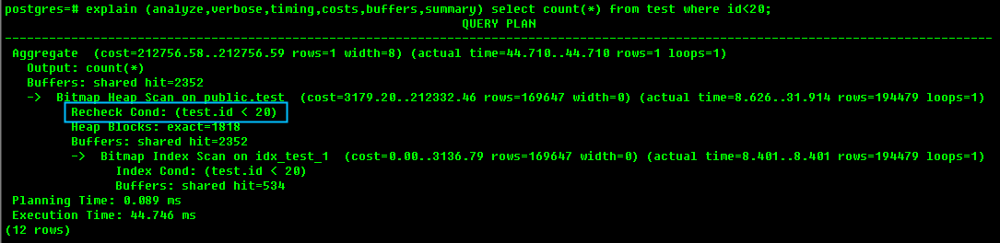 postgres=# explain (analyze,verbose,timing,costs,buffers,summary) select count(*) from test where id<20;
QUERY PLAN
--------------------------------------------------------------------------------------------------------------------------------------
Aggregate (cost=212756.58..212756.59 rows=1 width=8) (actual time=44.710..44.710 rows=1 loops=1)
Output: count(*)
Buffers: shared hit=2352
-> Bitmap Heap Scan on public.test (cost=3179.20..212332.46 rows=169647 width=0) (actual time=8.626..31.914 rows=194479 loops=1)
Recheck Cond: (test.id < 20)
Heap Blocks: exact=1818
Buffers: shared hit=2352
-> Bitmap Index Scan on idx_test_1 (cost=0.00..3136.79 rows=169647 width=0) (actual time=8.401..8.401 rows=194479 loops=1)
Index Cond: (test.id < 20)
Buffers: shared hit=534
Planning Time: 0.089 ms
Execution Time: 44.746 ms
(12 rows)